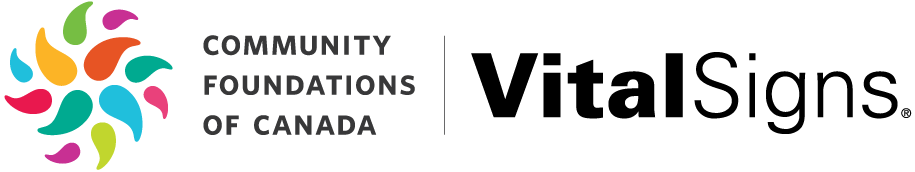 COMMUNITY
FOUNDATIONS
OF CANADA
VitalSigns®